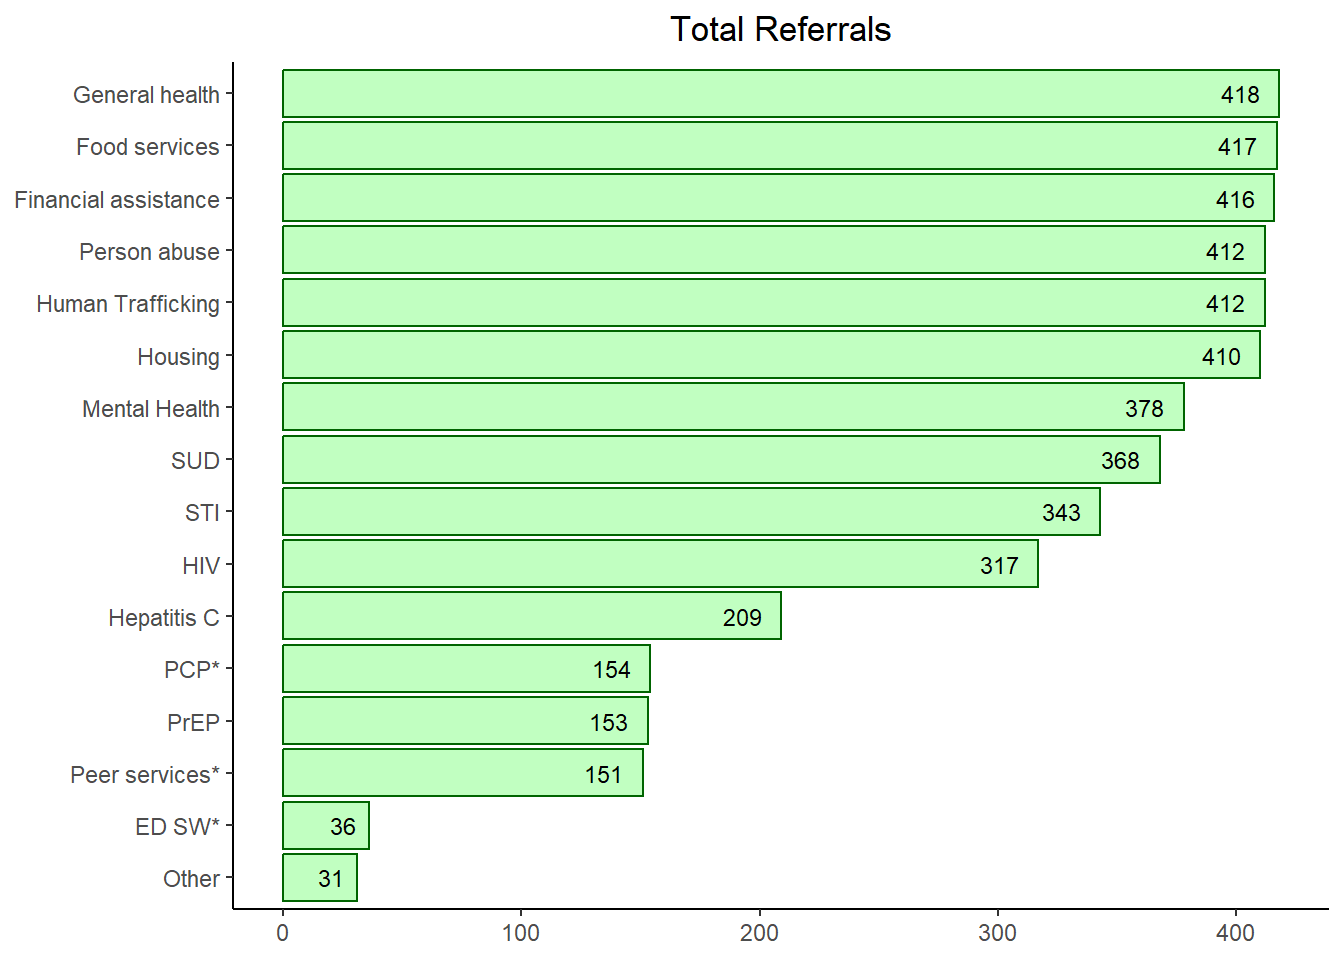 Total Referrals
General health 418
Food services 417
Financial assistance 416
Person abuse 412
Human Trafficking 412
Housing 410
Mental Health 378
SUD 368
STI 343
HIV 317
Hepatitis C 209
PCP* 154
PrEP 153
Peer services* 151
ED SW* 36
Other 31
0 100 200 300 400